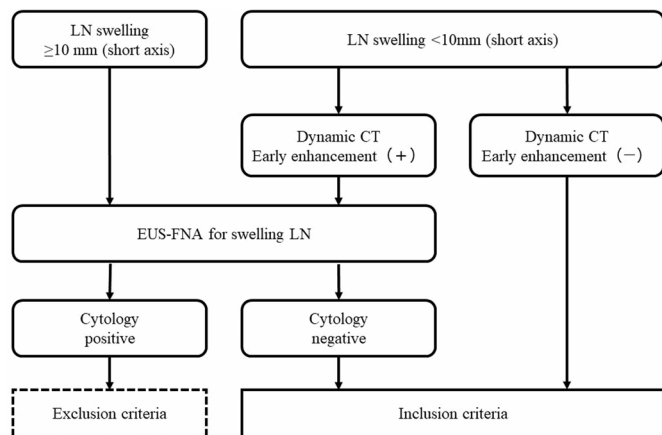 LN swelling
≥10 mm (short axis)
LN swelling <10mm (short axis)
Dynamic CT
Early enhancement（+）
Dynamic CT
Early enhancement（−）
EUS-FNA for swelling LN
Cytology
positive
Cytology
negative
Exclusion criteria
Inclusion criteria